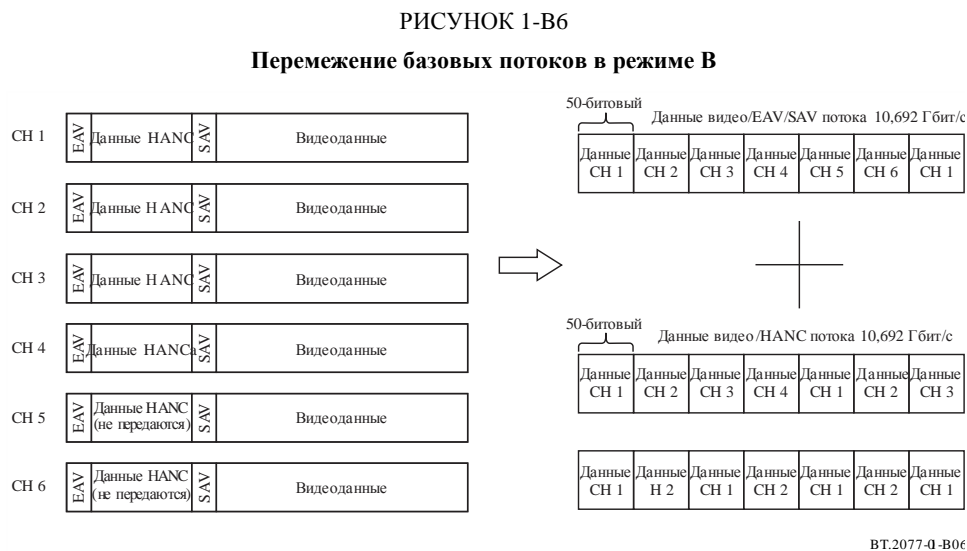 РИСУНОК 1-В6
Перемежение базовых потоков в режиме В
CH 1
EAV
Данные HANC
SAV
Видеоданные
CH 2
EAV
Данные H ANC
SAV
Видеоданные
CH 3
EAV
Данные H ANC
SAV
Видеоданные
CH 4
EAV
Данные HANCa
SAV
Видеоданные
CH 5
EAV
Данные HANC
(не передаются)
SAV
Видеоданные
CH 6
EAV
Данные HANC
(не передаются)
SAV
Видеоданные
50-битовый
Данные видео/EAV/SAV потока 10,692 Гбит/с
Данные Данные Данные Данные Данные Данные Данные
CH 1 CH 2 CH 3 CH 4 CH 5 CH 6 CH 1
50-битовый
Данные видео/HANC потока 10,692 Гбит/с
Данные Данные Данные Данные Данные Данные Данные
CH 1 CH 2 CH 3 CH 4 CH 1 CH 2 CH 3
Данные Данные Данные Данные Данные Данные Данные
CH 1 H 2 CH 1 CH 2 CH 1 CH 2 CH 1
BT.2077-01-B06